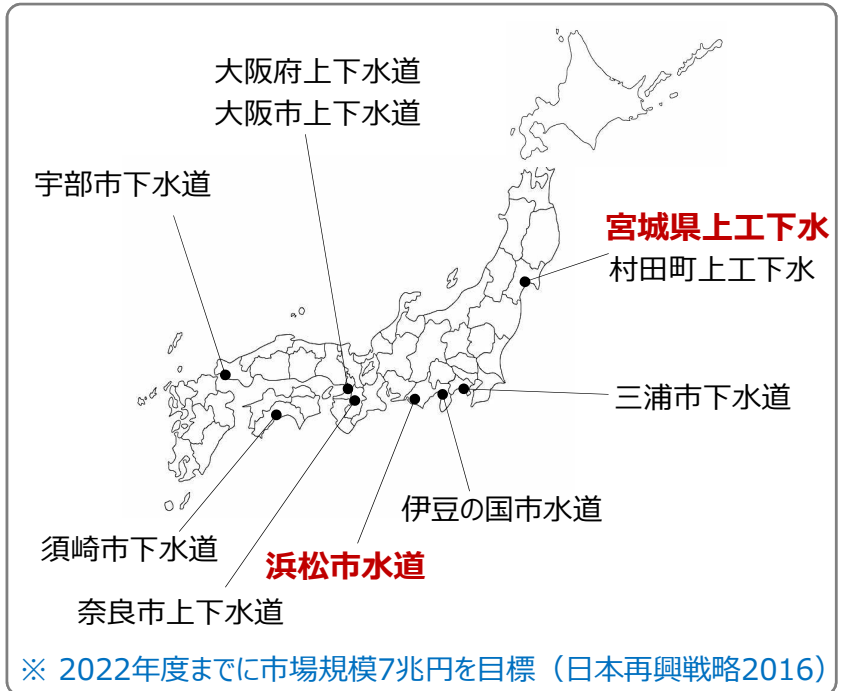 大阪府上下水道
大阪市上下水道
宇部市下水道
宮城県上工下水
村田町上工下水
三浦市下水道
伊豆の国市水道
須崎市下水道
浜松市水道
奈良市上下水道
※ 2022年度までに市場規模7兆円を目標（日本再興戦略2016）